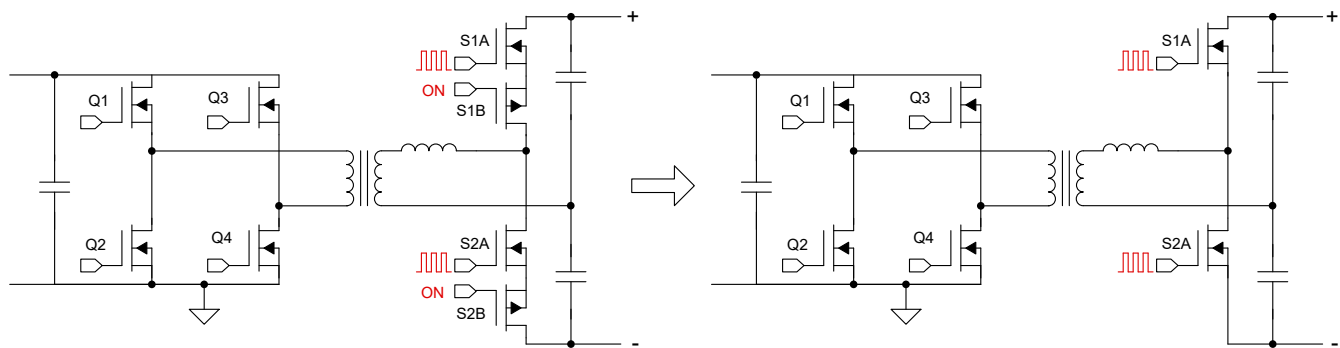 +
S1A
ON
S1B
Q1
Q3
Q2
Q4
S2A
ON
S2B
-
+
S1A
Q1
Q3
Q2
Q4
S2A
-